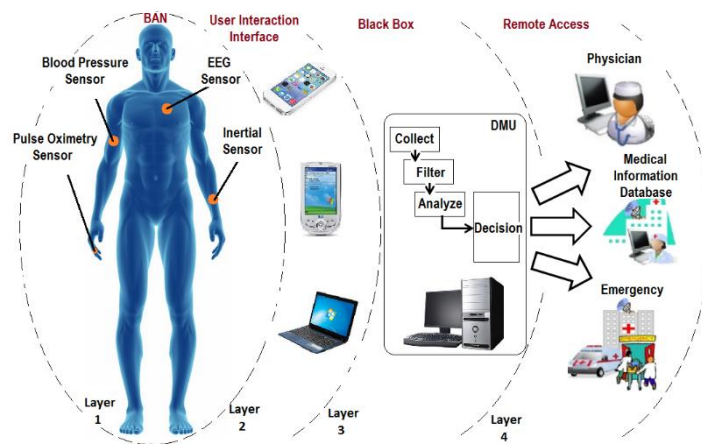 BAN
User Interaction
Interface
Black Box
Remote Access
Blood Pressure
Sensor
EEG
Sensor
Pulse Oximetry
Sensor
Inertial
Sensor
DMU
Collect
Filter
Analyze
Decision
Physician
Medical
Information
Database
Emergency
Layer
1
Layer
2
Layer
3
Layer
4